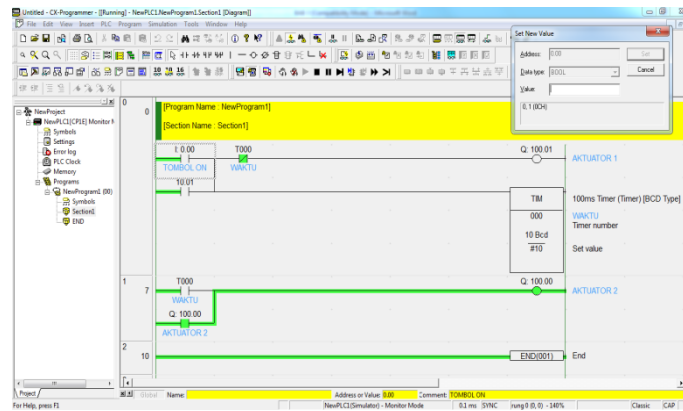 Untitled - CX-Programmer - [[Running] - NewPLC1.NewProgram1.Section1 [Diagram]]
File Edit View Insert PLC Program Simulation Tools Window Help
Set New Value
Address: 0.00
Set
Data type: BOOL
Cancel
Value:
0, 1 (BCH)
NewProject
NewPLC1[CP1E] Monitor M
Symbols
Settings
Error log
PLC Clock
Memory
Programs
NewProgram1 (00)
Symbols
Section1
END
Project
0
0
[Program Name : NewProgram1]
[Section Name : Section1]
I: 0.00
TOMBOL ON
T000
WAKTU
Q: 100.01
AKTUATOR 1
10.01
TIM
100ms Timer (Timer) [BCD Type]
000
WAKTU
Timer number
10 Bcd
#10
Set value
1
7
T000
WAKTU
Q: 100.00
AKTUATOR 2
Q: 100.00
AKTUATOR 2
2
10
END(001)
End
Global Name: Address or Value: 0.00 Comment: TOMBOL ON
For Help, press F1
NewPLC1(Simulator) - Monitor Mode
0.1 ms SYNC
rung 0 (0, 0) - 140%
Classic
CAP